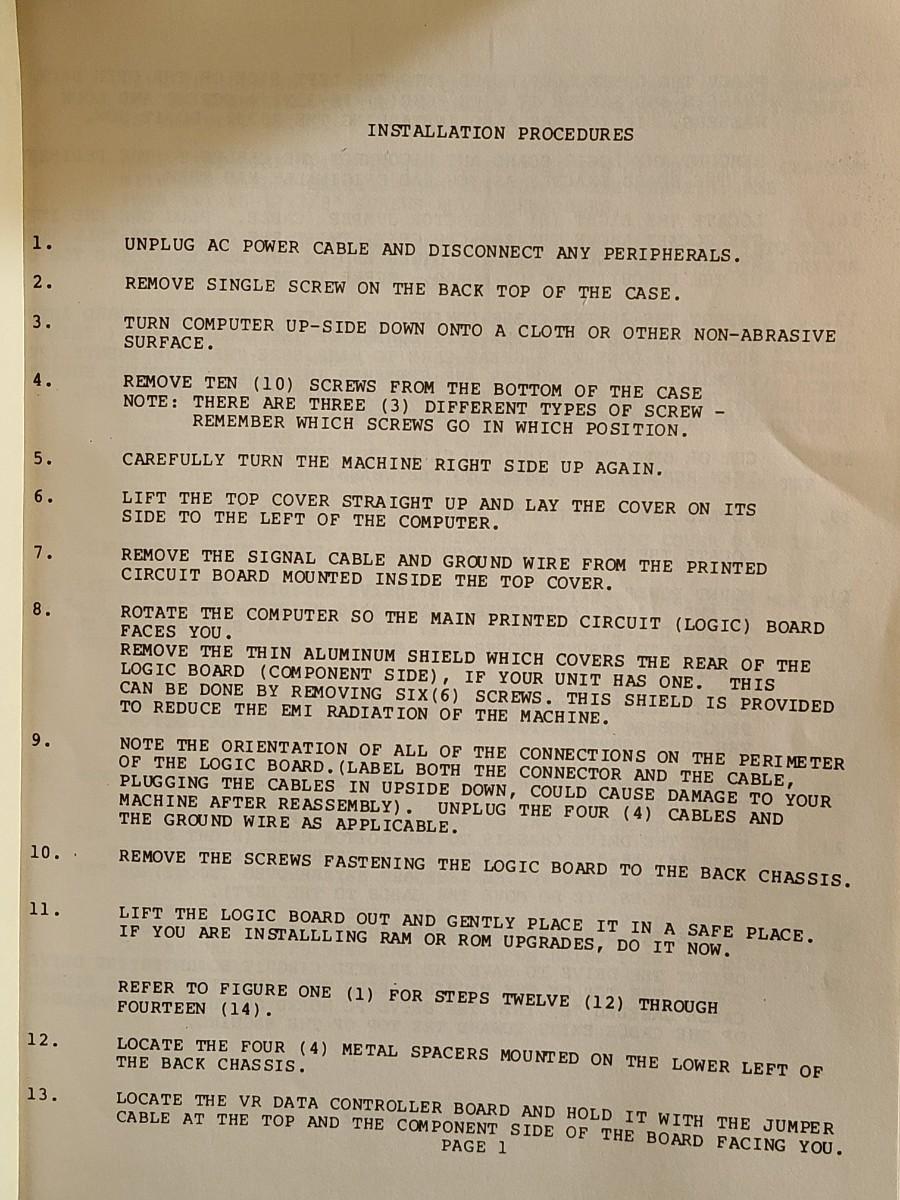 INSTALLATION PROCEDURES
1. UNPLUG AC POWER CABLE AND DISCONNECT ANY PERIPHERALS.
2. REMOVE SINGLE SCREW ON THE BACK TOP OF THE CASE.
3. TURN COMPUTER UP-SIDE DOWN ONTO A CLOTH OR OTHER NON-ABRASIVE
SURFACE.
4. REMOVE TEN (10) SCREWS FROM THE BOTTOM OF THE CASE
NOTE: THERE ARE THREE (3) DIFFERENT TYPES OF SCREW -
REMEMBER WHICH SCREWS GO IN WHICH POSITION.
5. CAREFULLY TURN THE MACHINE RIGHT SIDE UP AGAIN.
6. LIFT THE TOP COVER STRAIGHT UP AND LAY THE COVER ON ITS
SIDE TO THE LEFT OF THE COMPUTER.
7. REMOVE THE SIGNAL CABLE AND GROUND WIRE FROM THE PRINTED
CIRCUIT BOARD MOUNTED INSIDE THE TOP COVER.
8. ROTATE THE COMPUTER SO THE MAIN PRINTED CIRCUIT (LOGIC) BOARD
FACES YOU.
REMOVE THE THIN ALUMINUM SHIELD WHICH COVERS THE REAR OF THE
LOGIC BOARD (COMPONENT SIDE), IF YOUR UNIT HAS ONE. THIS
CAN BE DONE BY REMOVING SIX(6) SCREWS. THIS SHIELD IS PROVIDED
TO REDUCE THE EMI RADIATION OF THE MACHINE.
9. NOTE THE ORIENTATION OF ALL OF THE CONNECTIONS ON THE PERIMETER
OF THE LOGIC BOARD.(LABEL BOTH THE CONNECTOR AND THE CABLE,
PLUGGING THE CABLES IN UPSIDE DOWN, COULD CAUSE DAMAGE TO YOUR
MACHINE AFTER REASSEMBLY). UNPLUG THE FOUR (4) CABLES AND
THE GROUND WIRE AS APPLICABLE.
10. REMOVE THE SCREWS FASTENING THE LOGIC BOARD TO THE BACK CHASSIS.
11. LIFT THE LOGIC BOARD OUT AND GENTLY PLACE IT IN A SAFE PLACE.
IF YOU ARE INSTALLLING RAM OR ROM UPGRADES, DO IT NOW.
REFER TO FIGURE ONE (1) FOR STEPS TWELVE (12) THROUGH
FOURTEEN (14).
12. LOCATE THE FOUR (4) METAL SPACERS MOUNTED ON THE LOWER LEFT OF
THE BACK CHASSIS.
13. LOCATE THE VR DATA CONTROLLER BOARD AND HOLD IT WITH THE JUMPER
CABLE AT THE TOP AND THE COMPONENT SIDE OF THE BOARD FACING YOU.
PAGE 1